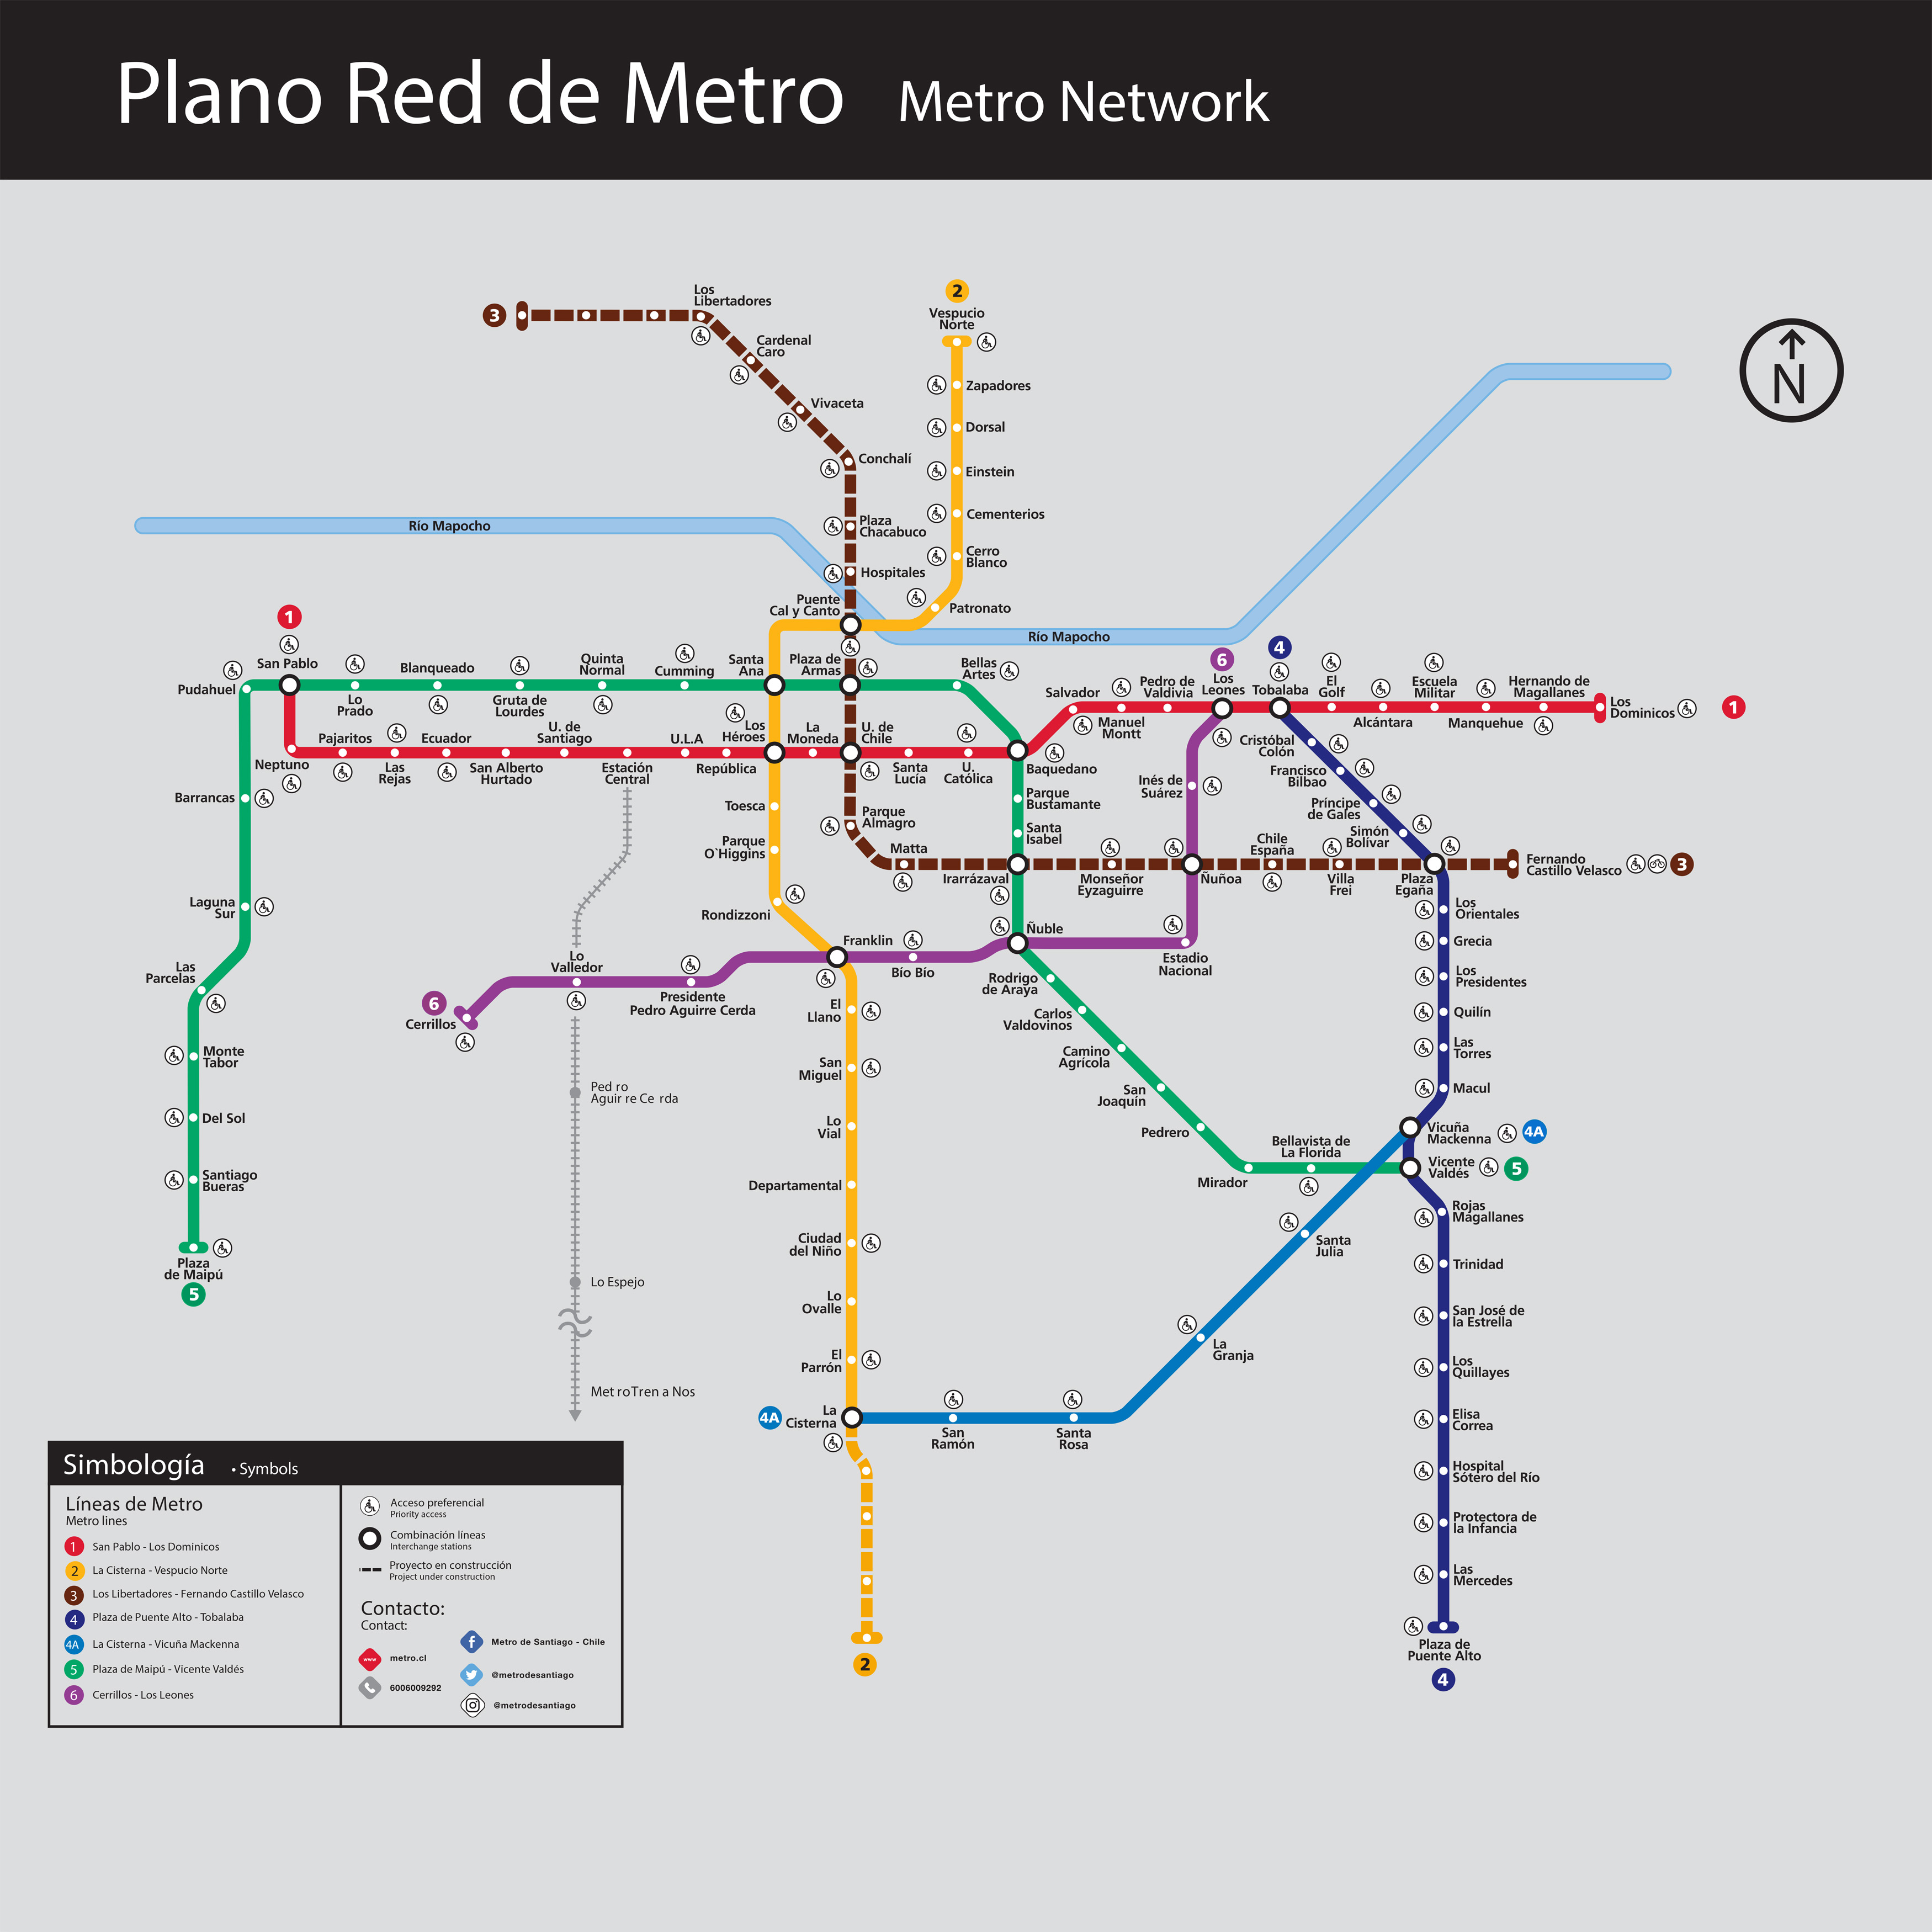 Plano Red de Metro Metro Network
Los
Libertadores
3
Cardenal
Caro
Vivaceta
Conchalí
Plaza
Chacabuco
Hospitales
2
Vespucio
Norte
Zapadores
Dorsal
Einstein
Cementerios
Cerro
Blanco
Patronato
N
Río Mapocho
Río Mapocho
Puente
Cal y Canto
1
San Pablo
Pudahuel
Lo
Prado
Blanqueado
Gruta de
Lourdes
Quinta
Normal
Cumming
Santa
Ana
Plaza de
Armas
Bellas
Artes
Neptuno
Pajaritos
Las
Rejas
Ecuador
San Alberto
Hurtado
U. de
Santiago
Estación
Central
U.L.A
República
Los
Héroes
La
Moneda
U. de
Chile
Santa
Lucía
U.
Católica
Baquedano
Salvador
Manuel
Montt
Pedro de
Valdivia
6
Los
Leones
4
Tobalaba
El
Golf
Alcántara
Escuela
Militar
Manquehue
Hernando de
Magallanes
Los
Dominicos
1
Cristóbal
Colón
Francisco
Bilbao
Príncipe
de Gales
Simón
Bolívar
Inés de
Suárez
Parque
Bustamante
Santa
Isabel
Barrancas
Laguna
Sur
Las
Parcelas
Monte
Tabor
Del Sol
Santiago
Bueras
Plaza
de Maipú
5
Toesca
Parque
O`Higgins
Rondizzoni
Parque
Almagro
Matta
Irarrázaval
Monseñor
Eyzaguirre
Ñuñoa
Chile
España
Villa
Frei
Plaza
Egaña
Fernando
Castillo Velasco
3
Franklin
Bío Bío
Ñuble
Estadio
Nacional
Lo
Valledor
Presidente
Pedro Aguirre Cerda
6
Cerrillos
Ped ro
Aguir re Ce rda
Lo Espejo
Met roTren a Nos
El
Llano
San
Miguel
Lo
Vial
Departamental
Ciudad
del Niño
Lo
Ovalle
El
Parrón
4A
La
Cisterna
San
Ramón
Santa
Rosa
La
Granja
Santa
Julia
2
Rodrigo
de Araya
Carlos
Valdovinos
Camino
Agrícola
San
Joaquín
Pedrero
Mirador
Bellavista de
La Florida
Los
Orientales
Grecia
Los
Presidentes
Quilín
Las
Torres
Macul
Vicuña
Mackenna
4A
Vicente
Valdés
5
Rojas
Magallanes
Trinidad
San José de
la Estrella
Los
Quillayes
Elisa
Correa
Hospital
Sótero del Río
Protectora de
la Infancia
Las
Mercedes
Plaza de
Puente Alto
4
Simbología • Symbols
Líneas de Metro
Metro lines
1 San Pablo - Los Dominicos
2 La Cisterna - Vespucio Norte
3 Los Libertadores - Fernando Castillo Velasco
4 Plaza de Puente Alto - Tobalaba
4A La Cisterna - Vicuña Mackenna
5 Plaza de Maipú - Vicente Valdés
6 Cerrillos - Los Leones
Acceso preferencial
Priority access
Combinación líneas
Interchange stations
Proyecto en construcción
Project under construction
Contacto:
Contact:
www metro.cl
6006009292
f Metro de Santiago - Chile
@metrodesantiago
@metrodesantiago